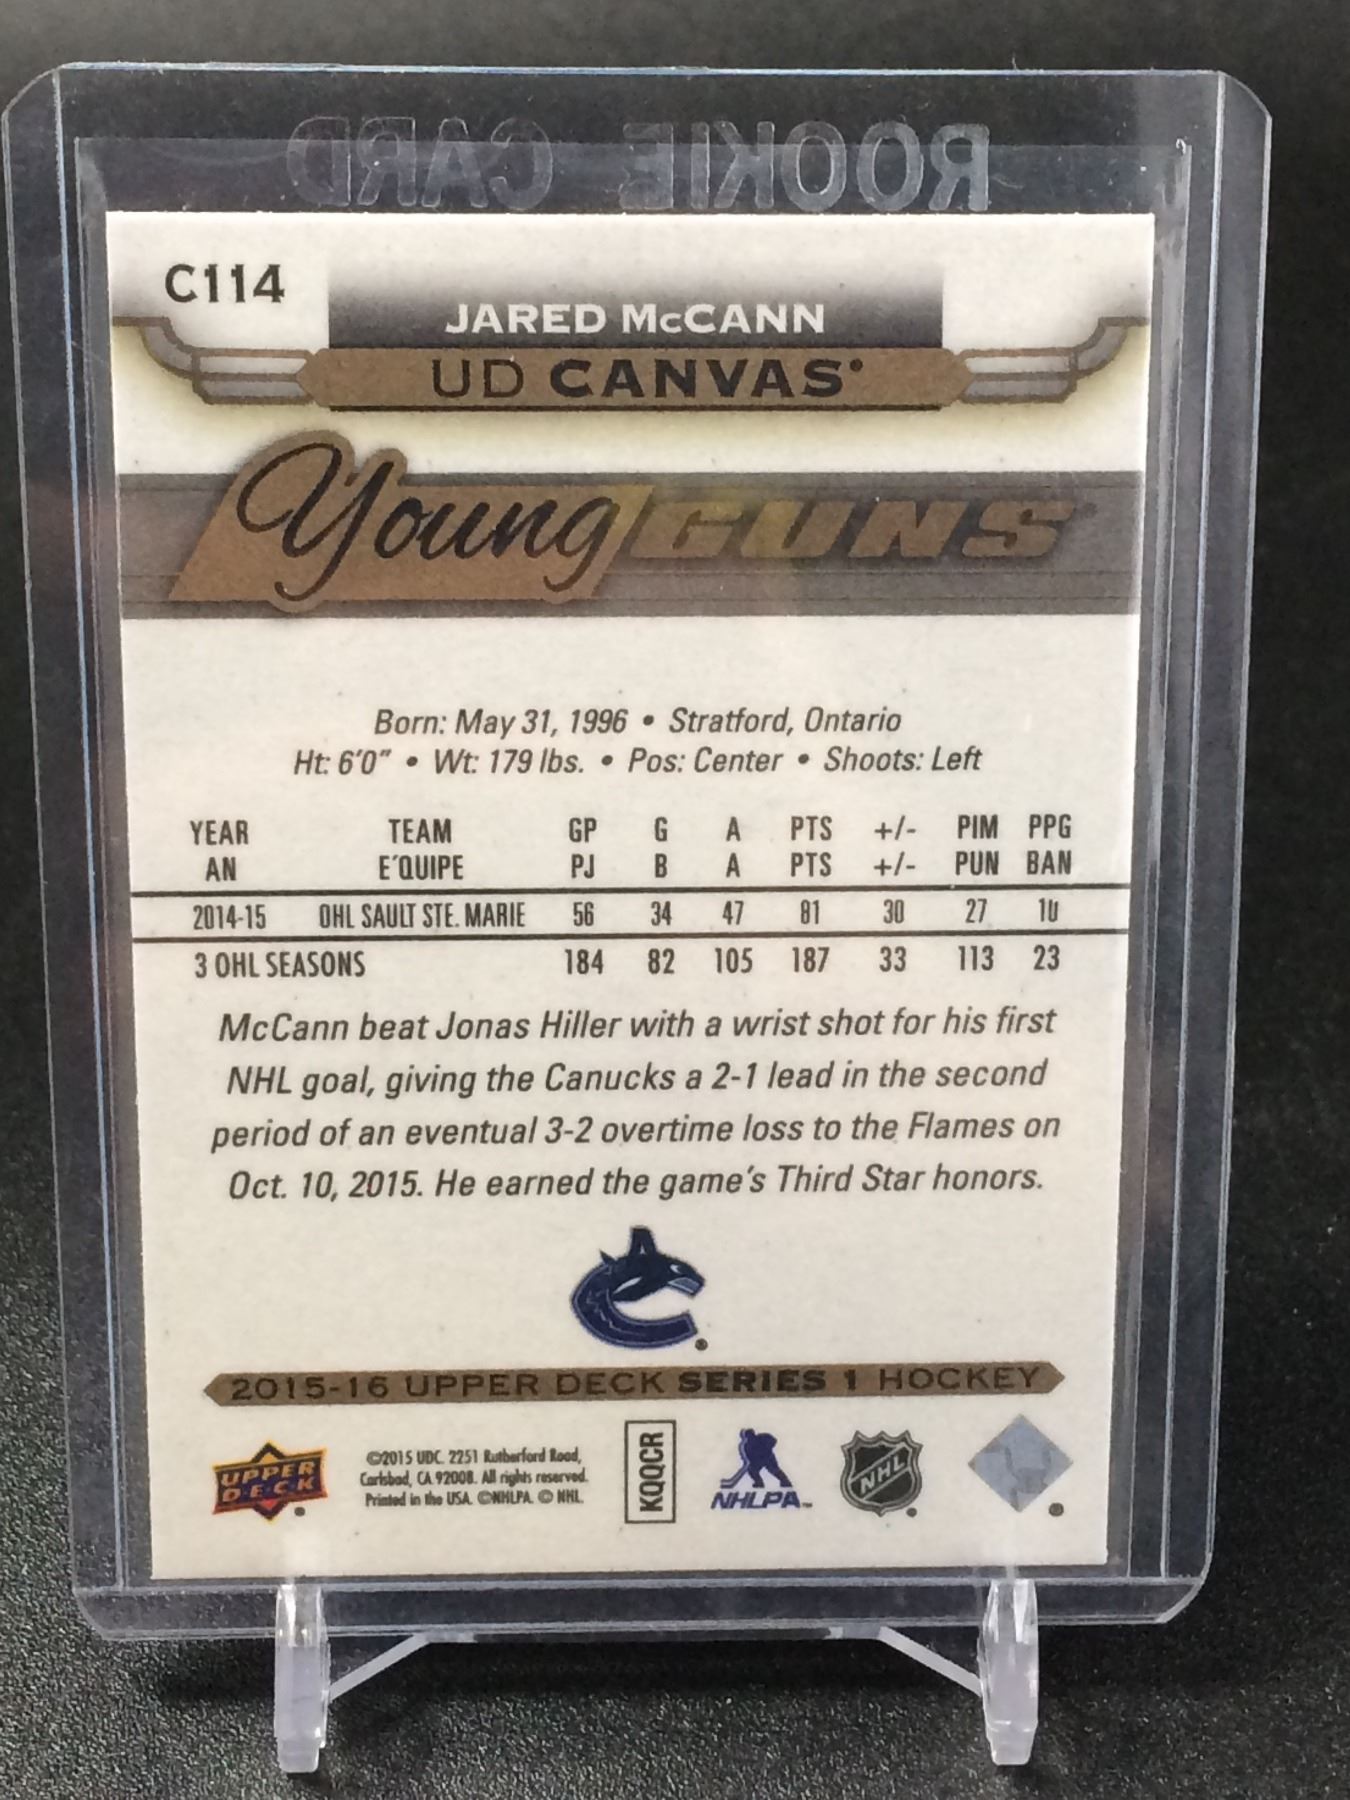 ROOKIE CARD
C114
JARED McCANN
UD CANVAS
Young GUNS
Born: May 31, 1996 • Stratford, Ontario
Ht: 6'0" • Wt: 179 lbs. • Pos: Center • Shoots: Left
YEAR TEAM GP G A PTS +/- PIM PPG
AN E'QUIPE PJ B A PTS +/- PUN BAN
2014-15 OHL SAULT STE. MARIE 56 34 47 81 30 27 10
3 OHL SEASONS 184 82 105 187 33 113 23
McCann beat Jonas Hiller with a wrist shot for his first
NHL goal, giving the Canucks a 2-1 lead in the second
period of an eventual 3-2 overtime loss to the Flames on
Oct. 10, 2015. He earned the game's Third Star honors.
2015-16 UPPER DECK SERIES 1 HOCKEY
UPPER
DECK
©2015 UDC. 2251 Rutherford Road,
Carlsbad, CA 92008. All rights reserved.
Printed in the USA. ©NHLPA. © NHL.
KQQCR
NHLPA™
NHL